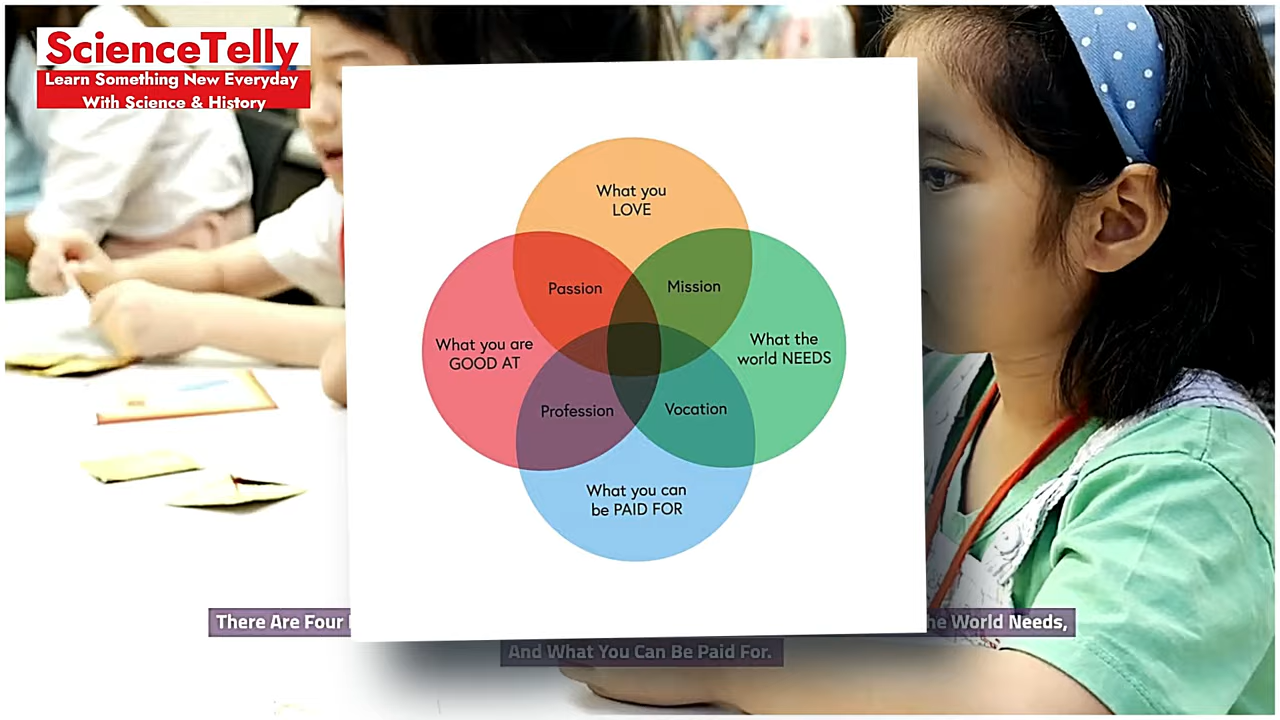 ScienceTelly
Learn Something New Everyday
With Science & History
What you
LOVE
Passion
Mission
What you are
GOOD AT
What the
world NEEDS
Profession
Vocation
What you can
be PAID FOR
There Are Four
he World Needs,
And What You Can Be Paid For.